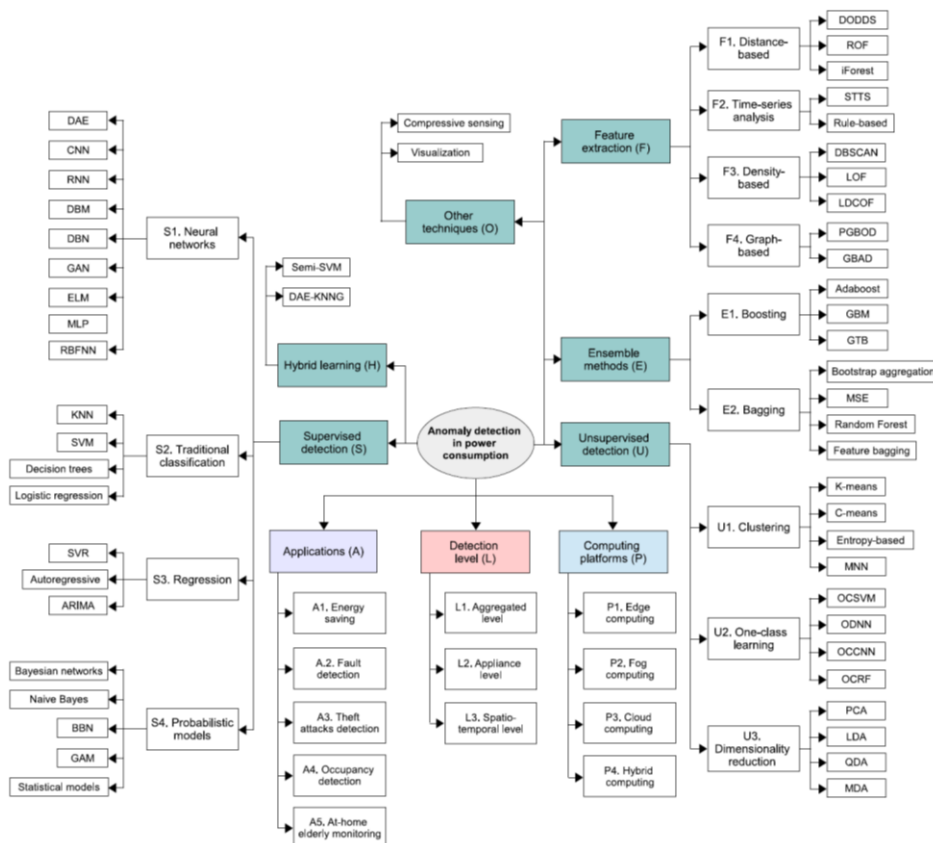 DODDS
F1. Distance-
based
ROF
iForest
F2. Time-series
analysis
STTS
Rule-based
Feature
extraction (F)
F3. Density-
based
DBSCAN
LOF
LDCOF
F4. Graph-
based
PGBOD
GBAD
Compressive sensing
Visualization
Other
techniques (O)
DAE
CNN
RNN
DBM
DBN
GAN
ELM
MLP
RBFNN
S1. Neural
networks
Semi-SVM
DAE-KNNG
Hybrid learning (H)
Ensemble
methods (E)
E1. Boosting
Adaboost
GBM
GTB
E2. Bagging
Bootstrap aggregation
MSE
Random Forest
Feature bagging
KNN
SVM
Decision trees
Logistic regression
S2. Traditional
classification
Supervised
detection (S)
Anomaly detection
in power
consumption
Unsupervised
detection (U)
U1. Clustering
K-means
C-means
Entropy-based
MNN
SVR
Autoregressive
ARIMA
S3. Regression
Applications (A)
Detection
level (L)
Computing
platforms (P)
A1, Energy
saving
A.2. Fault
detection
A3. Theft
attacks detection
A4, Occupancy
detection
A5, At-home
elderly monitoring
L1. Aggregated
level
L2. Appliance
level
L3. Spatio-
temporal level
P1, Edge
computing
P2, Fog
computing
P3. Cloud
computing
P4. Hybrid
computing
U2. One-class
learning
OCSVM
ODNN
OCCNN
OCRF
Bayesian networks
Naive Bayes
BBN
GAM
Statistical models
S4. Probabilistic
models
U3. Dimensionality
reduction
PCA
LDA
QDA
MDA